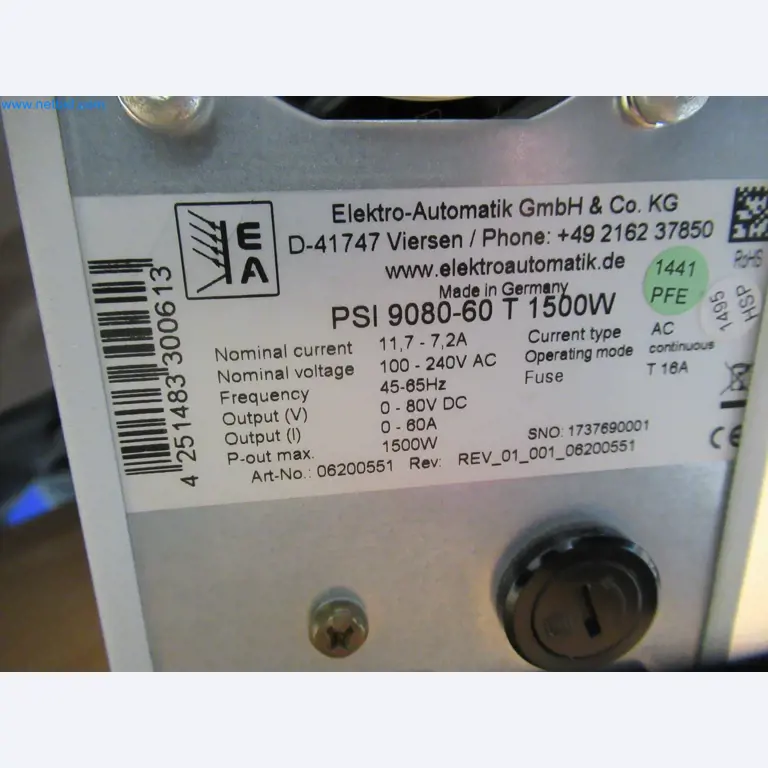 EA
Elektro-Automatik GmbH & Co. KG
D-41747 Viersen / Phone: +49 2162 37850
www.elektroautomatik.de
Made in Germany
PSI 9080-60 T 1500W
Nominal current 11,7 - 7,2A
Nominal voltage 100 - 240V AC
Frequency 45-65Hz
Output (V) 0 - 80V DC
Output (I) 0 - 60A
P-out max. 1500W
Current type AC
Operating mode continuous
Fuse T 16A
SNO: 1737690001
Art-No.: 06200551 Rev: REV_01_001_06200551
4 251483 300613
RoHS
1441
PFE
1495
HSP
CE